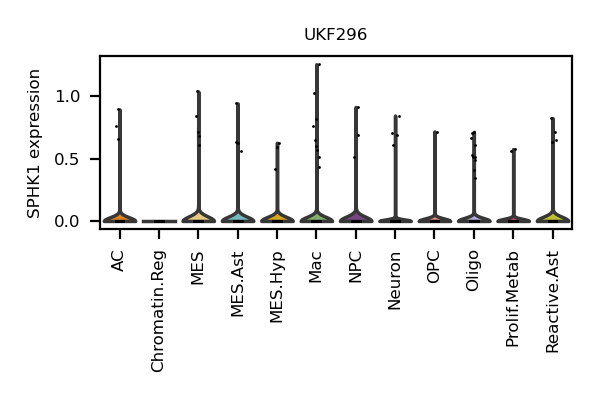 UKF296
SPHK1 expression
1.0
0.5
0.0
AC
Chromatin.Reg
MES
MES.Ast
MES.Hyp
Mac
NPC
Neuron
OPC
Oligo
Prolif.Metab
Reactive.Ast